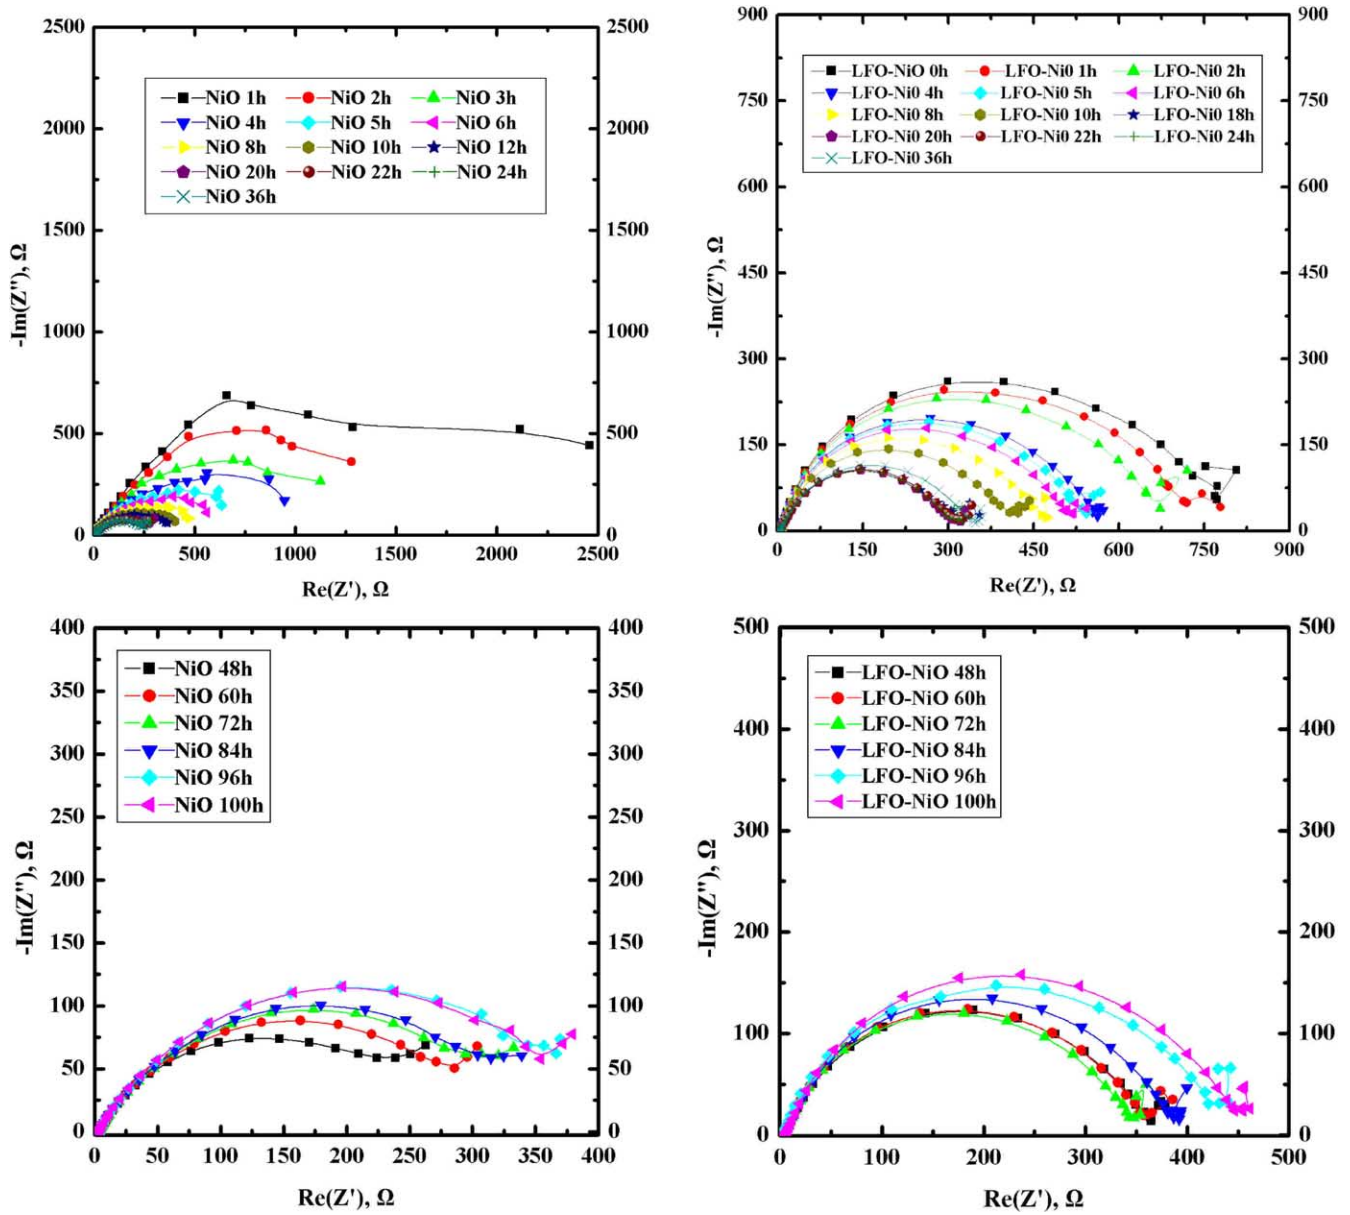 2500
2000
1500
1000
500
0
2500
2000
1500
1000
500
0
NiO 1h NiO 2h NiO 3h
NiO 4h NiO 5h NiO 6h
NiO 8h NiO 10h NiO 12h
NiO 20h NiO 22h NiO 24h
NiO 36h
-Im(Z''), Ω
0 500 1000 1500 2000 2500
Re(Z'), Ω
900
750
600
450
300
150
0
900
750
600
450
300
150
0
LFO-NiO 0h LFO-Ni0 1h LFO-Ni0 2h
LFO-Ni0 4h LFO-Ni0 5h LFO-Ni0 6h
LFO-Ni0 8h LFO-Ni0 10h LFO-Ni0 18h
LFO-Ni0 20h LFO-Ni0 22h LFO-Ni0 24h
LFO-Ni0 36h
-Im(Z''), Ω
0 150 300 450 600 750 900
Re(Z'), Ω
400
350
300
250
200
150
100
50
0
400
350
300
250
200
150
100
50
0
NiO 48h
NiO 60h
NiO 72h
NiO 84h
NiO 96h
NiO 100h
-Im(Z''), Ω
0 50 100 150 200 250 300 350 400
Re(Z'), Ω
500
400
300
200
100
0
500
400
300
200
100
0
LFO-NiO 48h
LFO-NiO 60h
LFO-NiO 72h
LFO-NiO 84h
LFO-NiO 96h
LFO-NiO 100h
-Im(Z''), Ω
0 100 200 300 400 500
Re(Z'), Ω